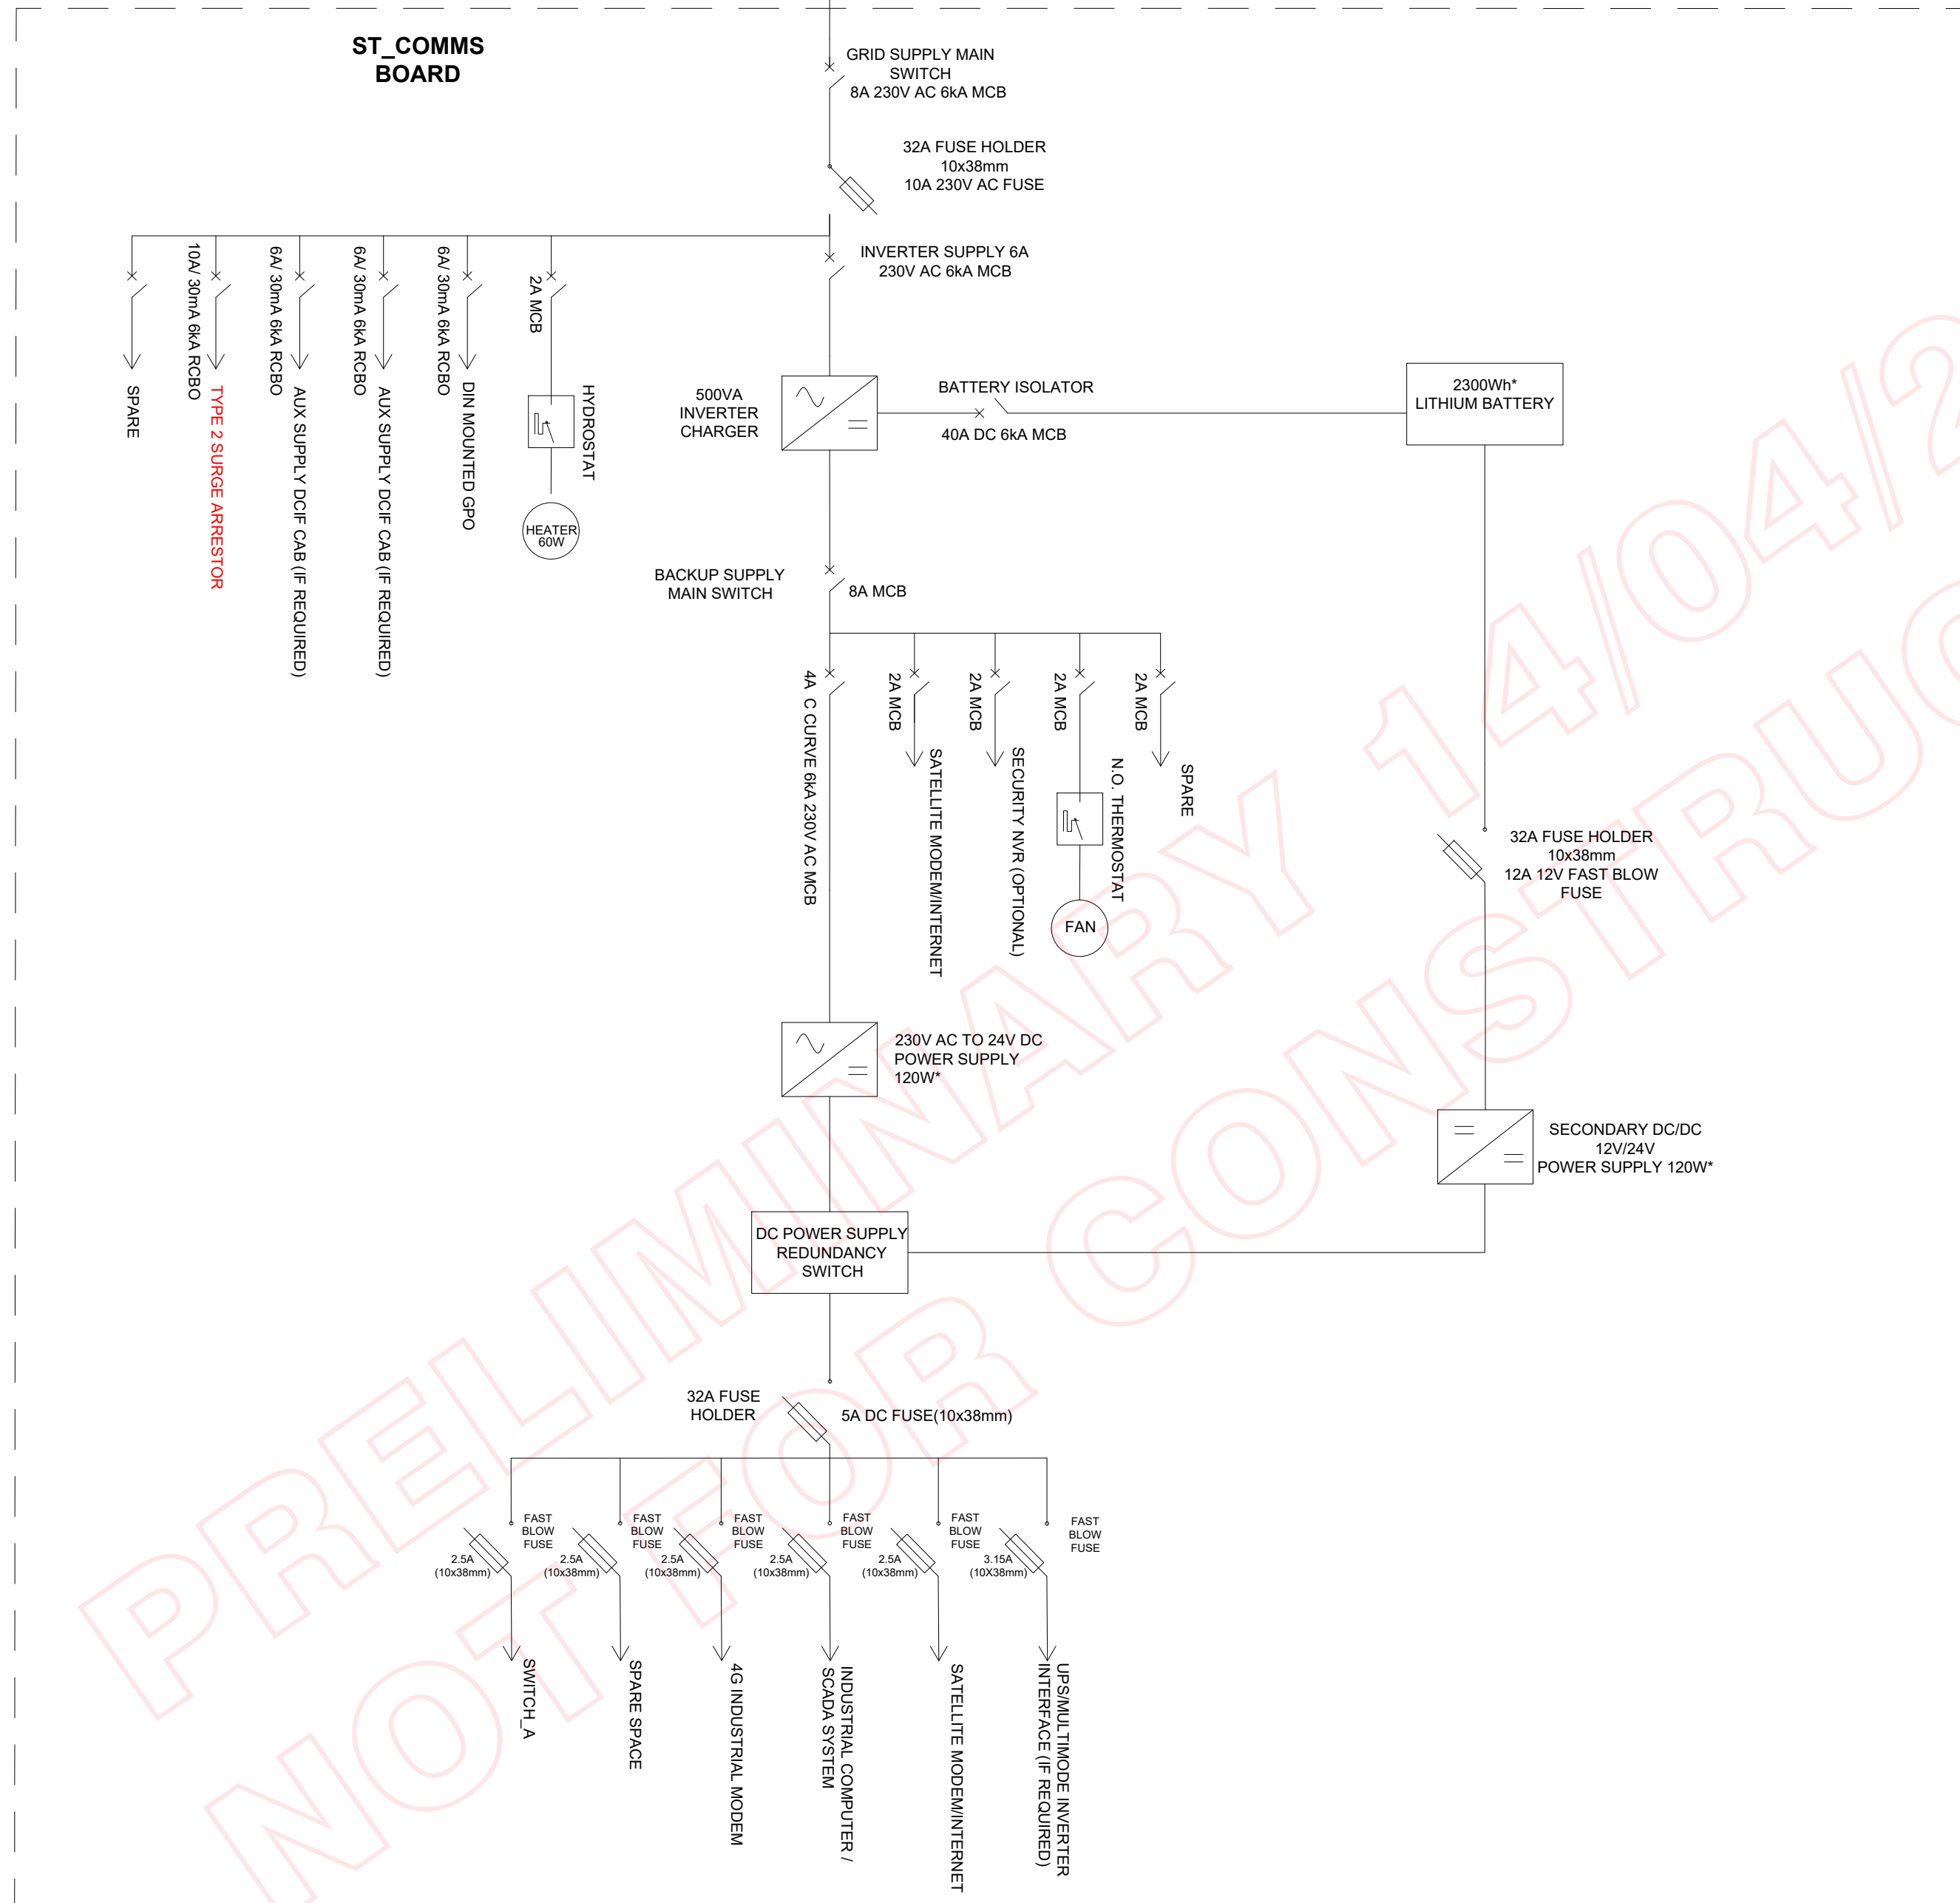 ST_COMMS
BOARD
GRID SUPPLY MAIN
SWITCH
8A 230V AC 6kA MCB
32A FUSE HOLDER
10x38mm
10A 230V AC FUSE
INVERTER SUPPLY 6A
230V AC 6kA MCB
SPARE
10A/ 30mA 6kA RCBO
TYPE 2 SURGE ARRESTOR
6A/ 30mA 6kA RCBO
AUX SUPPLY DCIF CAB (IF REQUIRED)
6A/ 30mA 6kA RCBO
AUX SUPPLY DCIF CAB (IF REQUIRED)
6A/ 30mA 6kA RCBO
DIN MOUNTED GPO
2A MCB
HYDROSTAT
HEATER
60W
500VA
INVERTER
CHARGER
BATTERY ISOLATOR
40A DC 6kA MCB
2300Wh*
LITHIUM BATTERY
BACKUP SUPPLY
MAIN SWITCH
8A MCB
4A  C CURVE 6kA 230V AC MCB
2A MCB
SATELLITE MODEM/INTERNET
2A MCB
SECURITY NVR (OPTIONAL)
2A MCB
N.O. THERMOSTAT
FAN
2A MCB
SPARE
32A FUSE HOLDER
10x38mm
12A 12V FAST BLOW
FUSE
230V AC TO 24V DC
POWER SUPPLY
120W*
SECONDARY DC/DC
12V/24V
POWER SUPPLY 120W*
DC POWER SUPPLY
REDUNDANCY
SWITCH
32A FUSE
HOLDER
5A DC FUSE(10x38mm)
FAST
BLOW
FUSE
2.5A
(10x38mm)
SWITCH_A
FAST
BLOW
FUSE
2.5A
(10x38mm)
SPARE SPACE
FAST
BLOW
FUSE
2.5A
(10x38mm)
4G INDUSTRIAL MODEM
FAST
BLOW
FUSE
2.5A
(10x38mm)
INDUSTRIAL COMPUTER /
SCADA SYSTEM
FAST
BLOW
FUSE
2.5A
(10x38mm)
SATELLITE MODEM/INTERNET
FAST
BLOW
FUSE
3.15A
(10X38mm)
UPS/MULTIMODE INVERTER
INTERFACE (IF REQUIRED)
PRELIMINARY 14/04/2
NOT FOR CONSTRUC